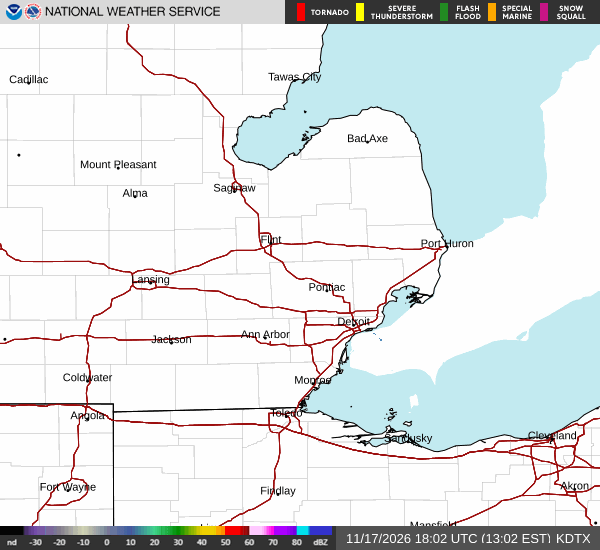 NATIONAL WEATHER SERVICE
TORNADO
SEVERE
THUNDERSTORM
FLASH
FLOOD
SPECIAL
MARINE
SNOW
SQUALL
Tawas City
Cadillac
Bad Axe
Mount Pleasant
Alma
Saginaw
Flint
Port Huron
ansing
Pontiac
Detroit
Ann Arbor
Jackson
Coldwater
Monroe
Angola
Toledo
Sandusky
Cleveland
Fort Wayne
Findlay
Akron
Mansfield
nd -30 -20 -10 0 10 20 30 40 50 60 70 80 dBZ
11/17/2026 18:02 UTC (13:02 EST) KDTX